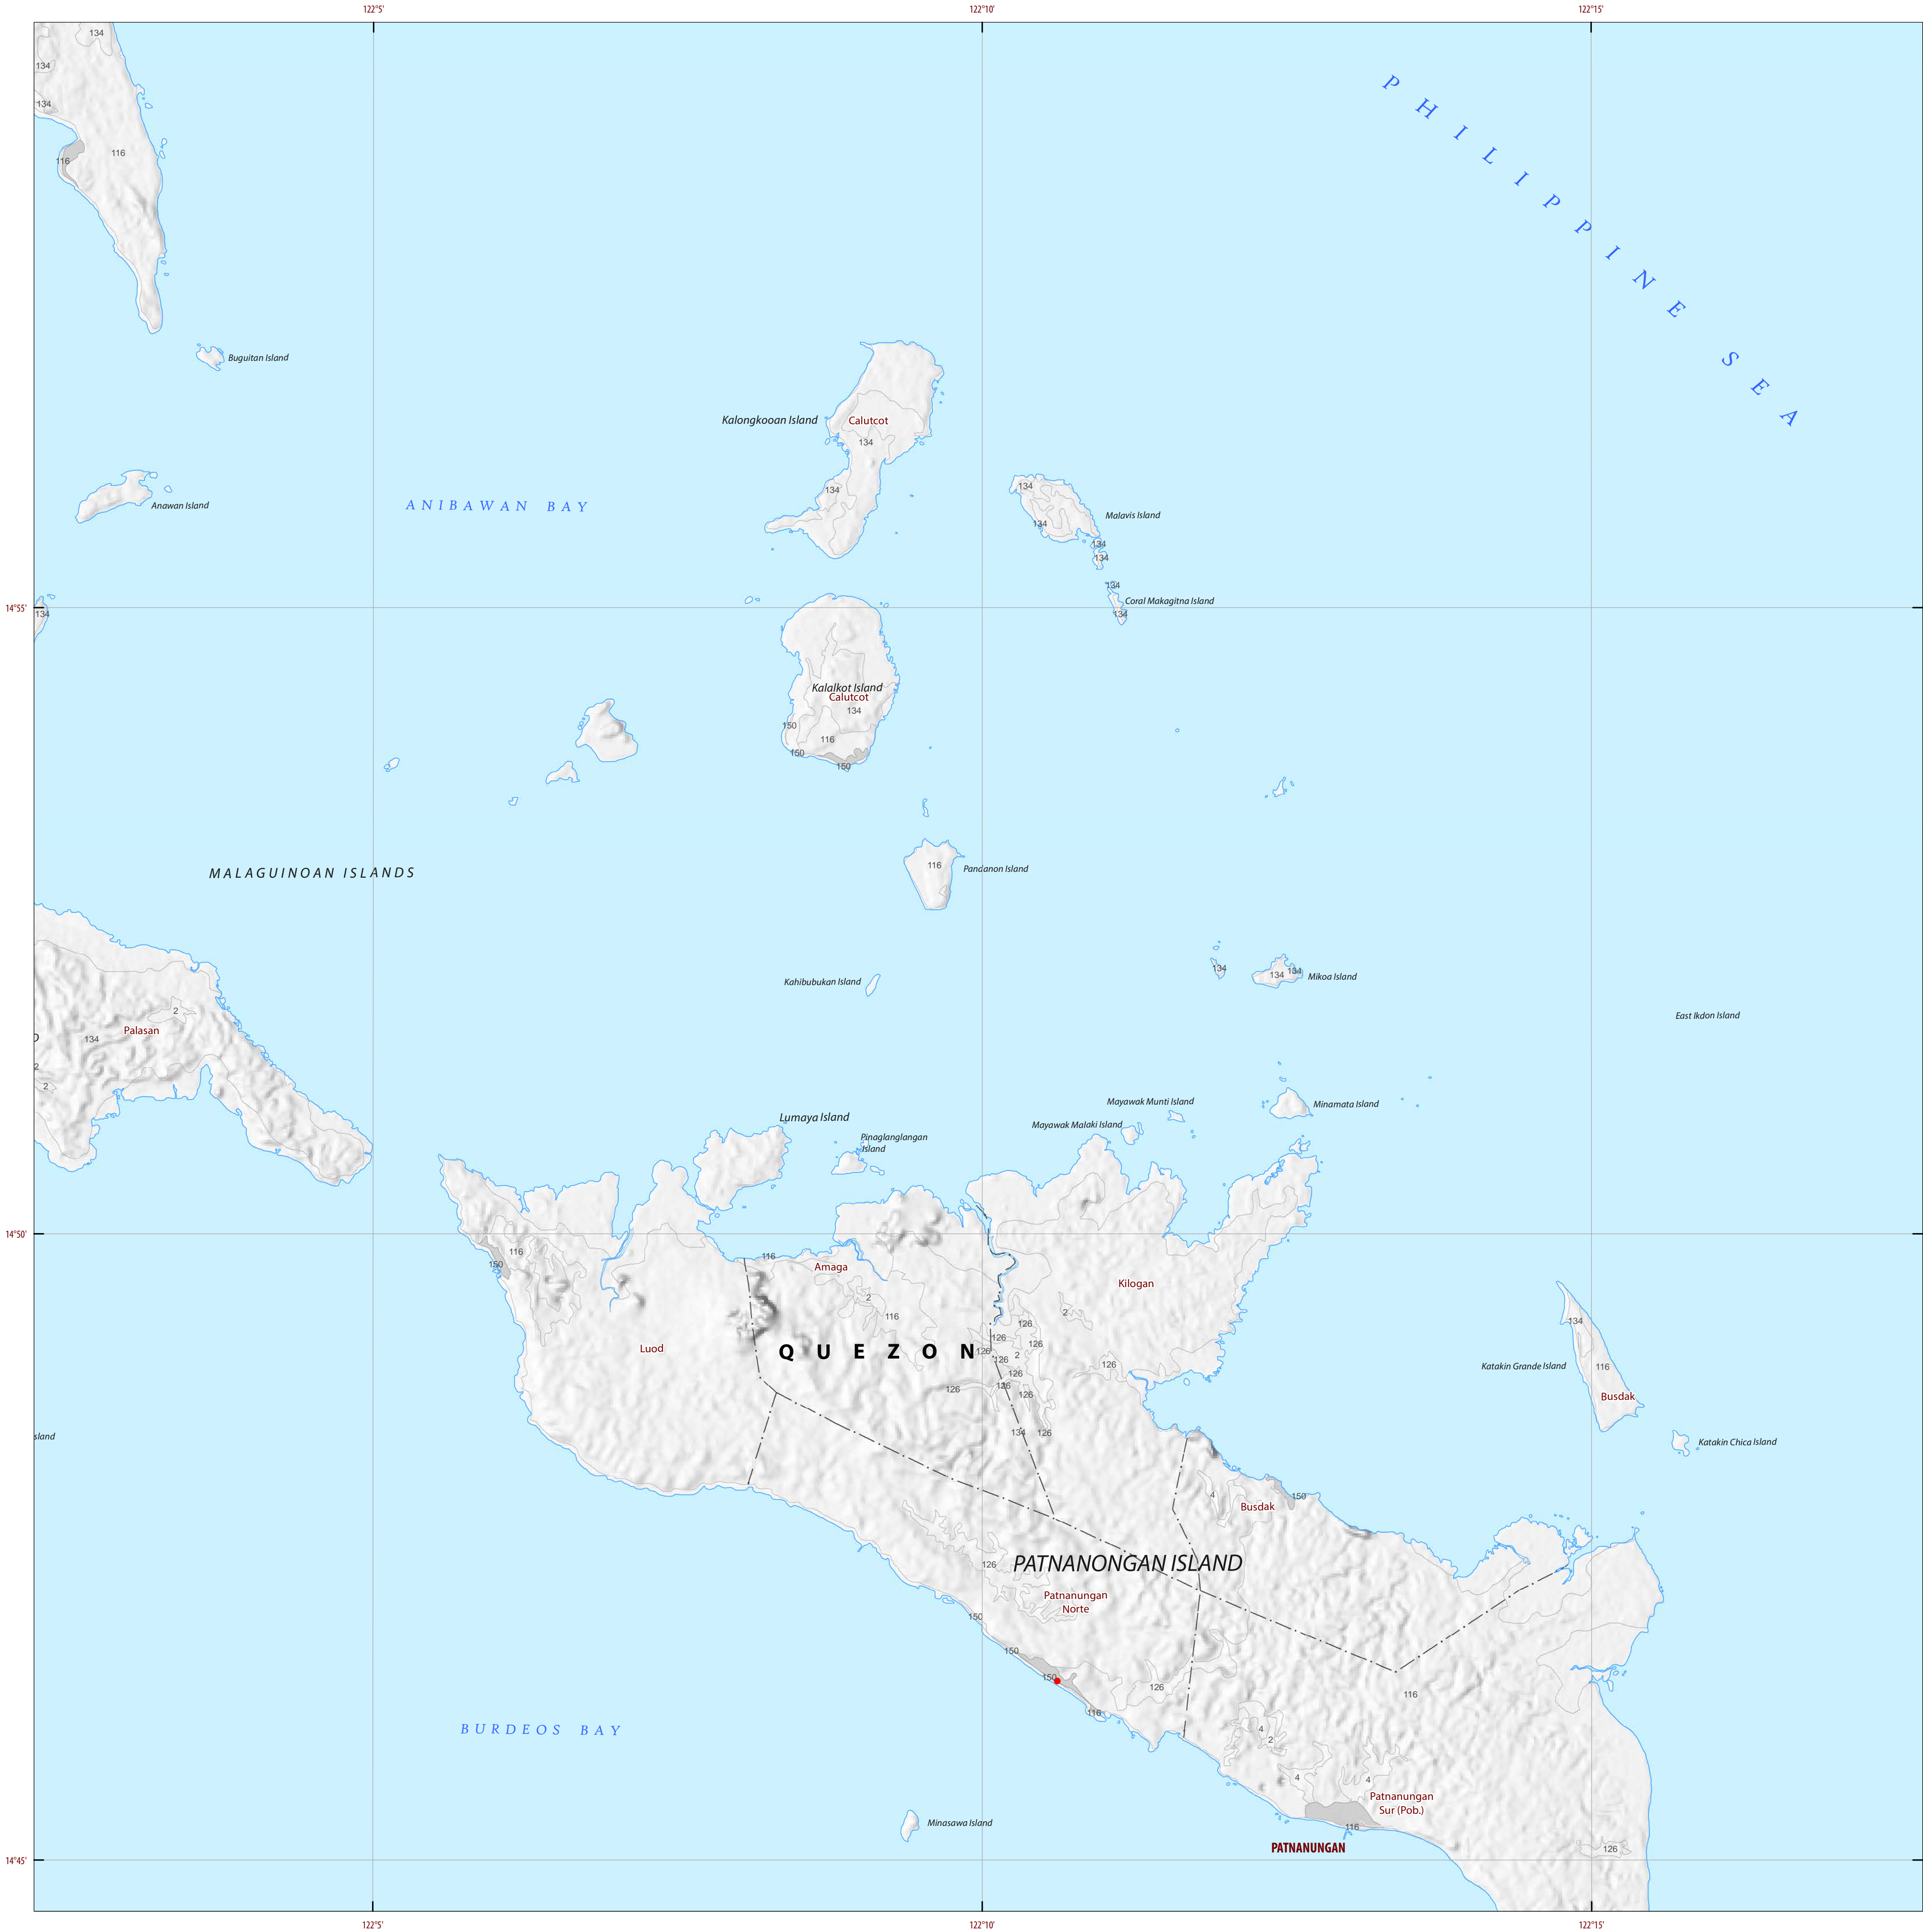 122°5'
122°10'
122°15'
134
134
134
116
116
PHILIPPINE SEA
Buguitan Island
Kalongkooan Island
Calutcot
134
134
Anawan Island
ANIBAWAN BAY
134
134
Malavis Island
134
134
134
Coral Makagitna Island
134
14°55'
134
Kalalkot Island
Calutcot
134
150
116
150
150
MALAGUINOAN ISLANDS
116
Pandanon Island
Kahibubukan Island
134
134
134
Mikoa Island
East Ikdon Island
2
Palasan
134
2
2
Mayawak Munti Island
Minamata Island
Lumaya Island
Mayawak Malaki Island
Pinaglanglangan
Island
14°50'
116
150
116
Amaga
Kilogan
2
116
2
126
126
126
126
126
2
126
126
126
126
126
134
126
Luod
QUEZON
134
Katakin Grande Island
116
Busdak
Katakin Chica Island
sland
4
Busdak
150
126
PATNANONGAN ISLAND
Patnanungan
Norte
150
150
150
126
116
116
BURDEOS BAY
4
2
4
4
Patnanungan
Sur (Pob.)
Minasawa Island
116
PATNANUNGAN
126
14°45'
122°5'
122°10'
122°15'